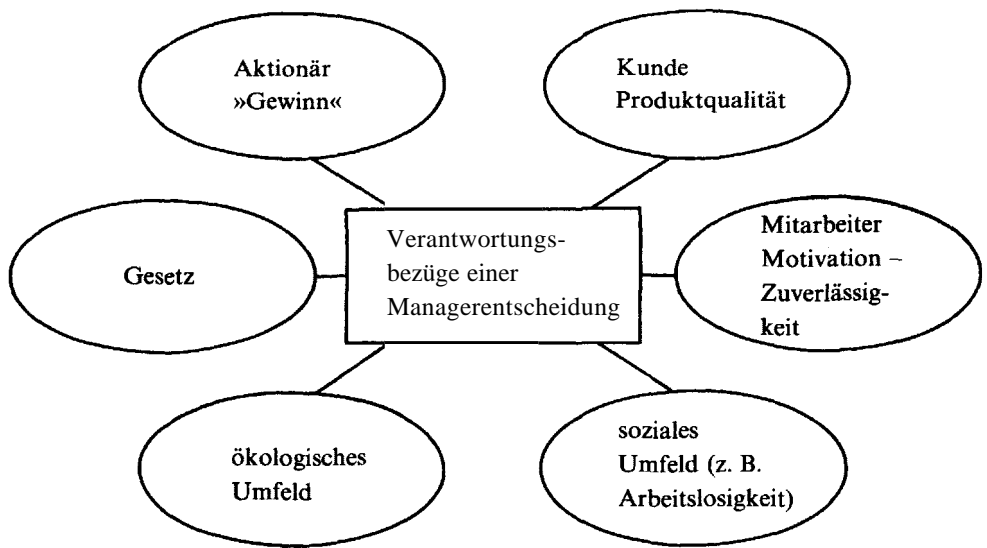 Aktionär
»Gewinn«
Kunde
Produktqualität
Gesetz
Verantwortungs-
bezüge einer
Managerentscheidung
Mitarbeiter
Motivation –
Zuverlässig-
keit
ökologisches
Umfeld
soziales
Umfeld (z. B.
Arbeitslosigkeit)